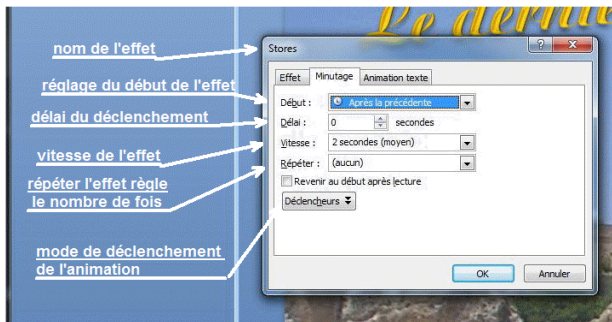 Le dernie
nom de l'effet
réglage du début de l'effet
délai du déclenchement
vitesse de l'effet
répéter l'effet règle
le nombre de fois
mode de déclenchement
de l'animation
Stores
Effet Minutage Animation texte
Début : Après la précédente
Délai : 0 secondes
Vitesse : 2 secondes (moyen)
Répéter : (aucun)
Revenir au début après lecture
Déclencheurs
OK Annuler